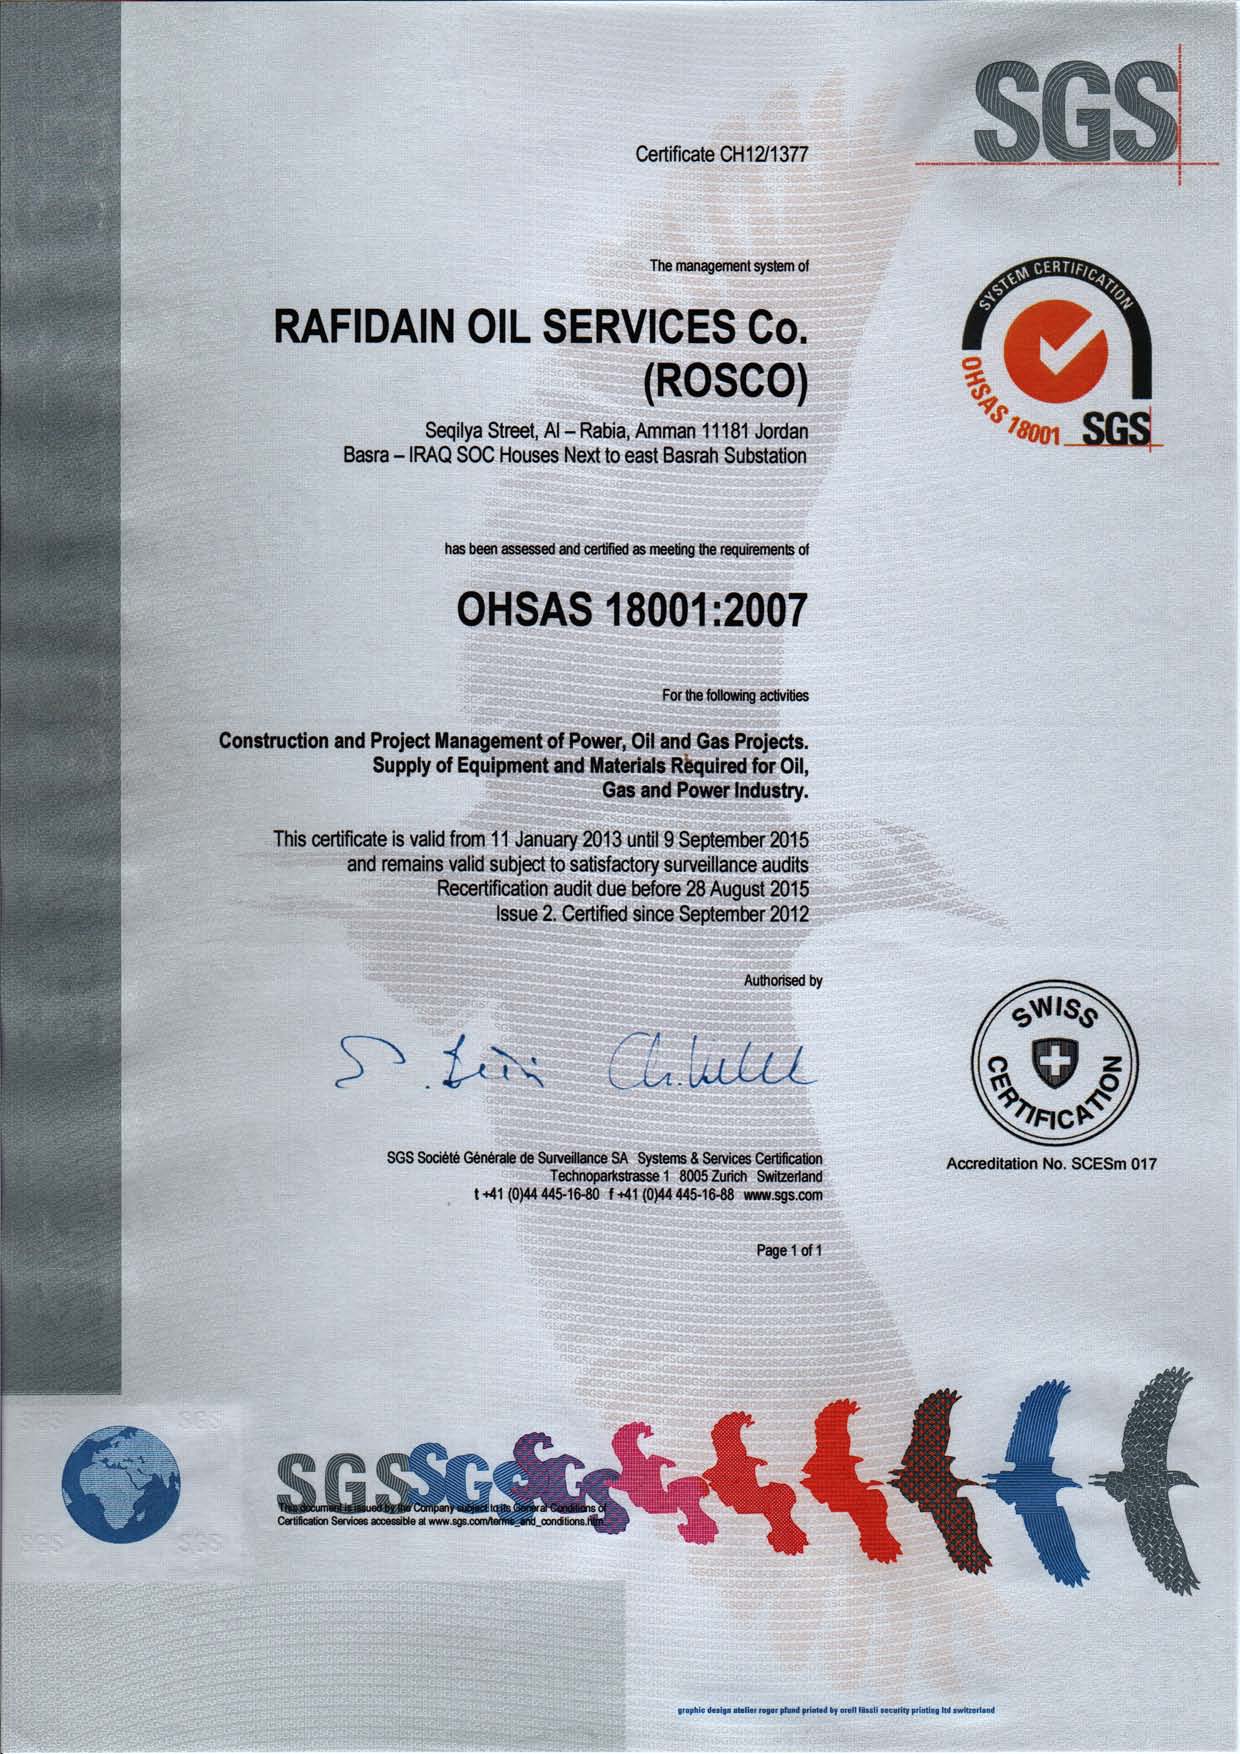 SGS
Certificate CH12/1377
The management system of
RAFIDAIN OIL SERVICES Co.
(ROSCO)
Seqilya Street, Al – Rabia, Amman 11181 Jordan
Basra – IRAQ SOC Houses Next to east Basrah Substation
SYSTEM CERTIFICATION
OHSAS 18001
SGS
has been assessed and certified as meeting the requirements of
OHSAS 18001:2007
For the following activities
Construction and Project Management of Power, Oil and Gas Projects.
Supply of Equipment and Materials Required for Oil,
Gas and Power Industry.
This certificate is valid from 11 January 2013 until 9 September 2015
and remains valid subject to satisfactory surveillance audits
Recertification audit due before 28 August 2015
Issue 2. Certified since September 2012
Authorised by
SWISS
CERTIFICATION
Accreditation No. SCESm 017
SGS Société Générale de Surveillance SA Systems & Services Certification
Technoparkstrasse 1 8005 Zurich Switzerland
t +41 (0)44 445-16-80 f +41 (0)44 445-16-88 www.sgs.com
Page 1 of 1
SGS SGS SGS
This document is issued by the Company subject to its General Conditions of
Certification Services accessible at www.sgs.com/terms_and_conditions.htm
graphic design atelier roger pfund printed by orell füssli security printing ltd switzerland